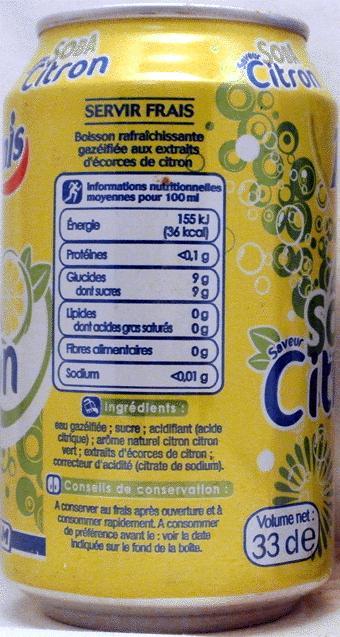 SODA
Citron
SODA
Saveur
Citron
SERVIR FRAIS
Boisson rafraîchissante
gazéifiée aux extraits
d'écorces de citron
Informations nutritionnelles
moyennes pour 100 ml
Énergie 155 kJ
(36 kcal)
Protéines <0,1 g
Glucides 9 g
dont sucres 9 g
Lipides 0 g
dont acides gras saturés 0 g
Fibres alimentaires 0 g
Sodium <0,01 g
Ingrédients :
eau gazéifiée ; sucre ; acidifiant (acide
citrique) ; arôme naturel citron citron
vert ; extraits d'écorces de citron ;
correcteur d'acidité (citrate de sodium).
Conseils de conservation :
A conserver au frais après ouverture et à
consommer rapidement. A consommer
de préférence avant le : voir la date
indiquée sur le fond de la boîte.
Saveur
Cit
Volume net :
33 cl e